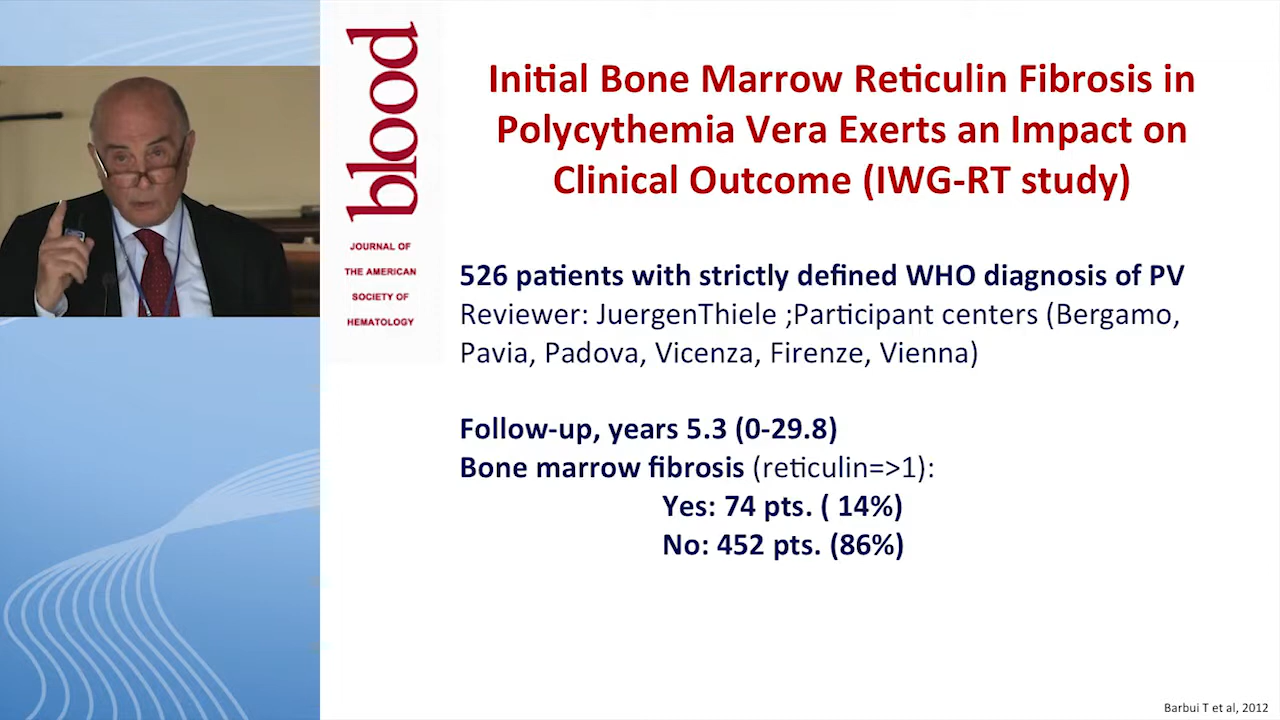 blood
JOURNAL OF
THE AMERICAN
SOCIETY OF
HEMATOLOGY
Initial Bone Marrow Reticulin Fibrosis in
Polycythemia Vera Exerts an Impact on
Clinical Outcome (IWG-RT study)
526 patients with strictly defined WHO diagnosis of PV
Reviewer: JuergenThiele ;Participant centers (Bergamo,
Pavia, Padova, Vicenza, Firenze, Vienna)
Follow-up, years 5.3 (0-29.8)
Bone marrow fibrosis (reticulin=>1):
Yes: 74 pts. ( 14%)
No: 452 pts. (86%)
Barbui T et al, 2012